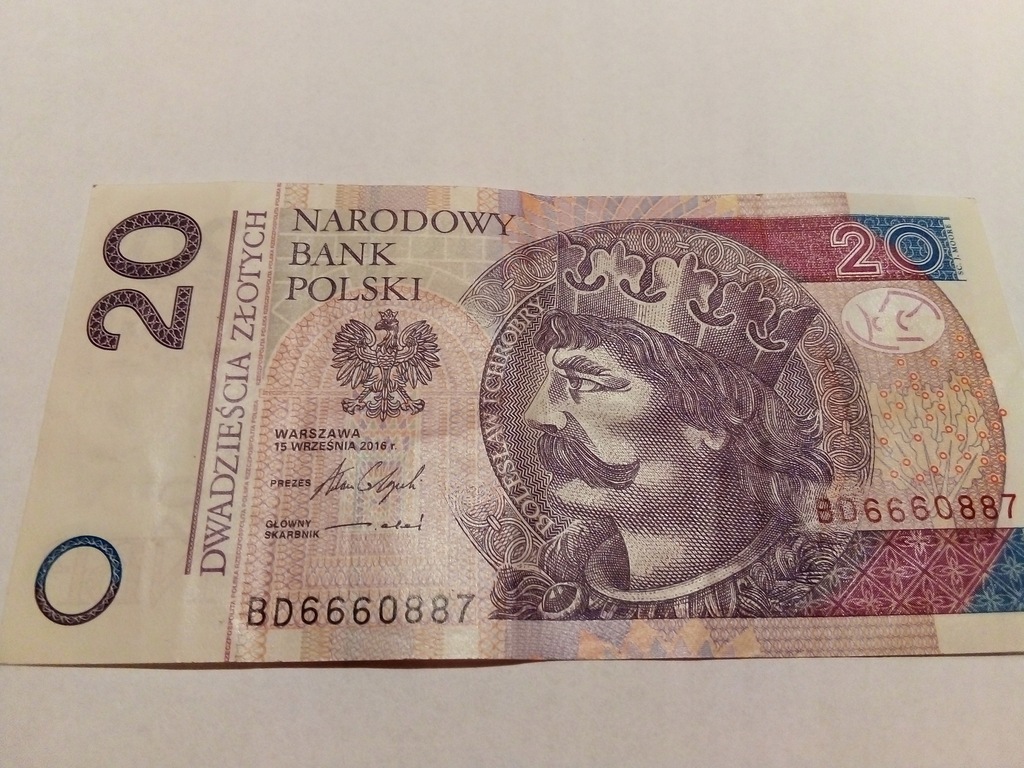 20
DWADZIEŚCIA ZŁOTYCH
NARODOWY
BANK
POLSKI
WARSZAWA
15 WRZEŚNIA 2016 r.
PREZES
GŁÓWNY
SKARBNIK
BD6660887
BOLESŁAW I CHROBRY
20
BD6660887